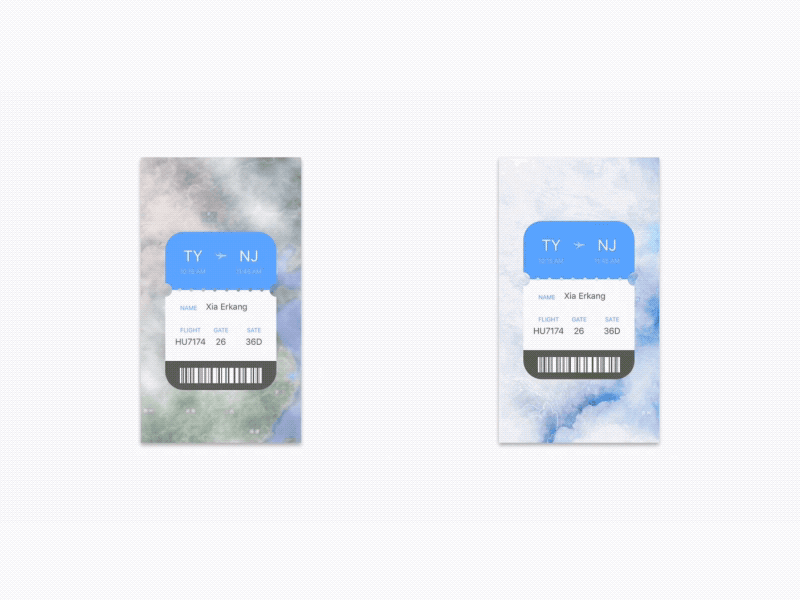 TY NJ
10:15 AM 11:45 AM
NAME Xia Erkang
FLIGHT GATE SATE
HU7174 26 36D
TY NJ
10:15 AM 11:45 AM
NAME Xia Erkang
FLIGHT GATE SATE
HU7174 26 36D